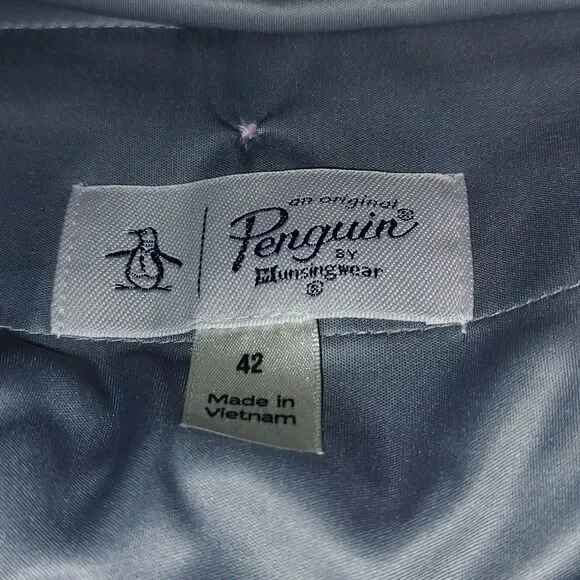 an original
Penguin®
BY
Munsingwear
®
42
Made in
Vietnam